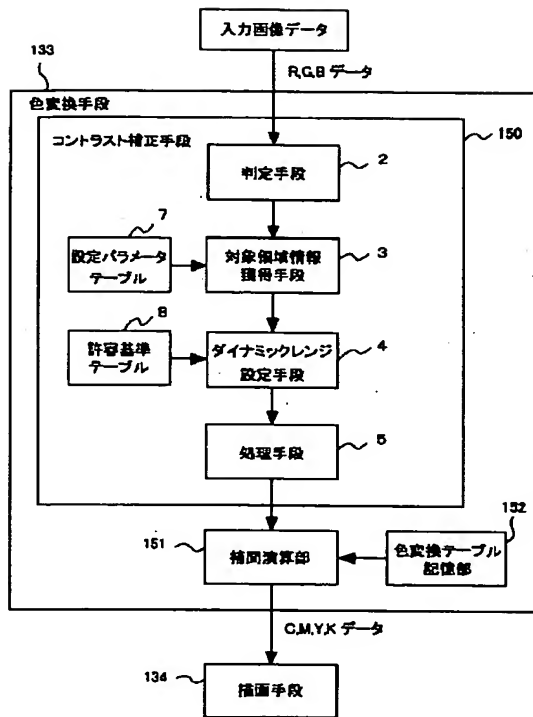 入力画像データ
133
R,G,B データ
色変換手段
コントラスト補正手段
150
2
判定手段
7
設定パラメータ
テーブル
3
対象領域情報
獲得手段
8
許容基準
テーブル
4
ダイナミックレンジ
設定手段
5
処理手段
152
151
補間演算部
色変換テーブル
記憶部
C,M,Y,K データ
134
描画手段